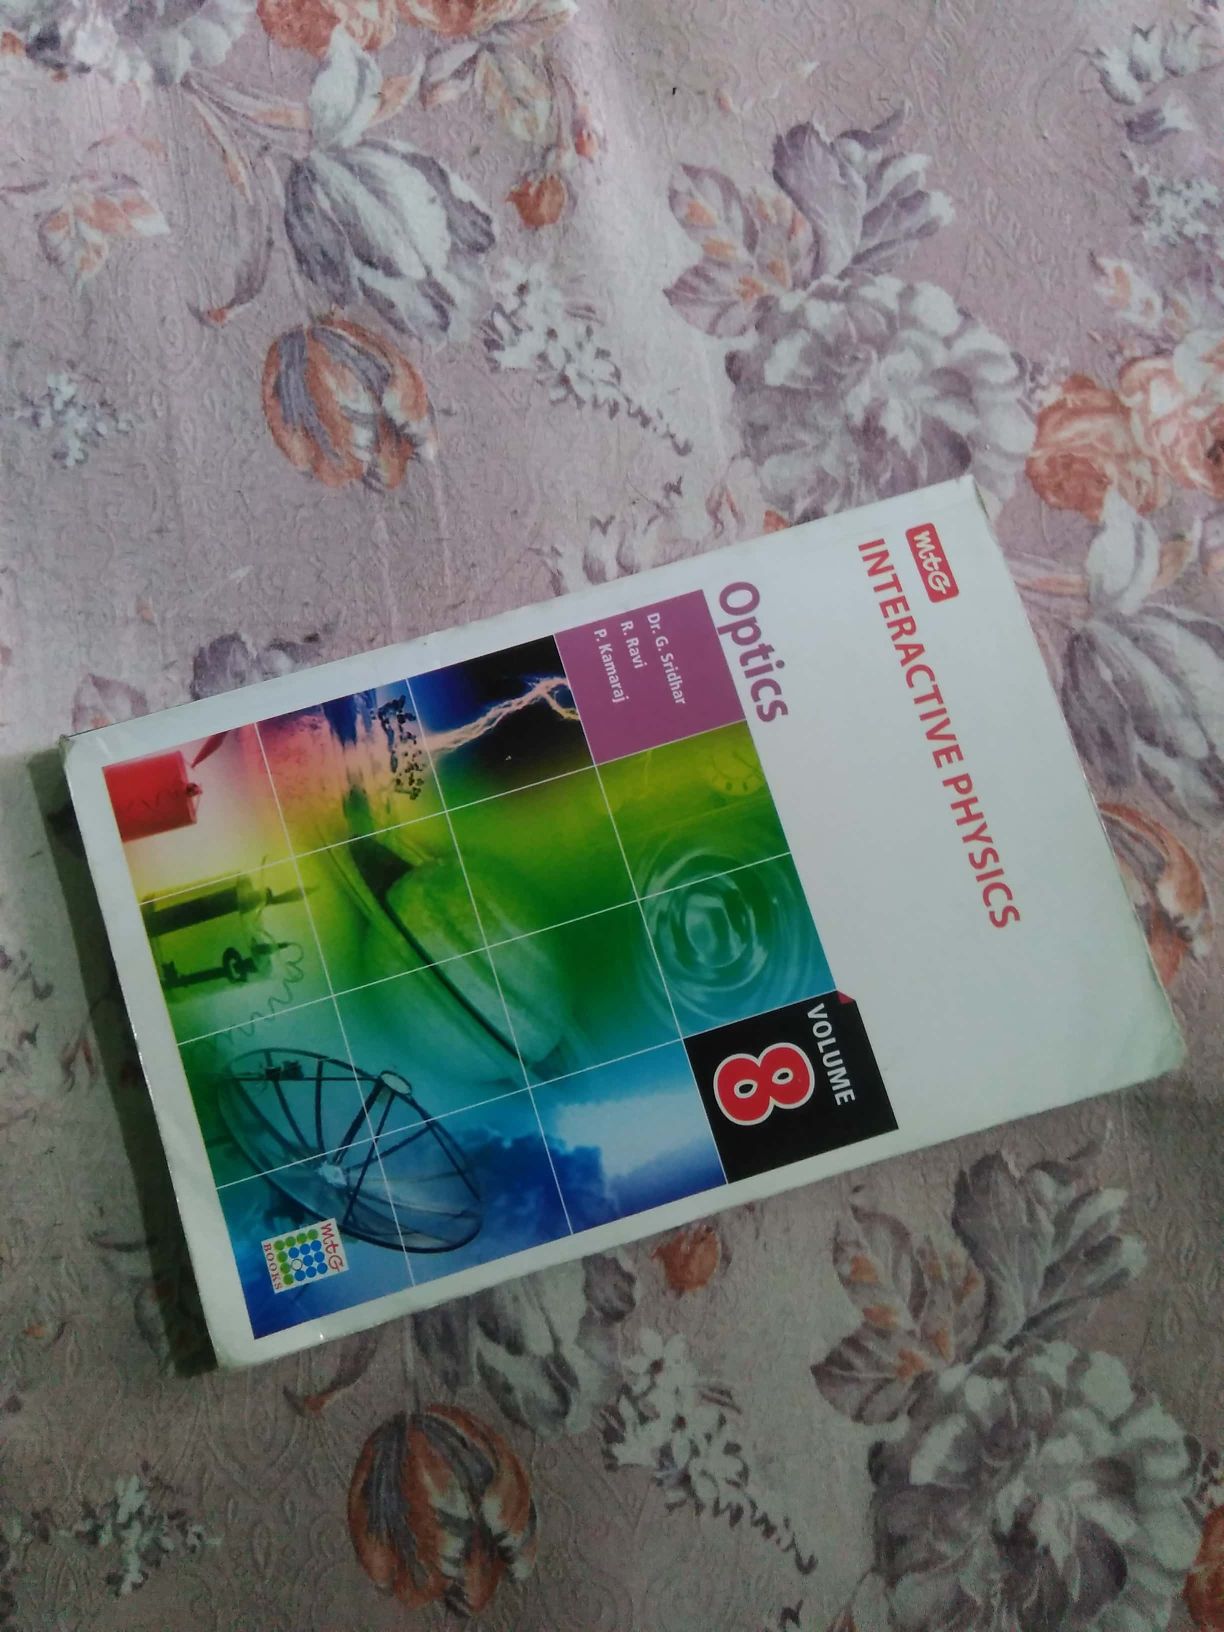 mtG
INTERACTIVE PHYSICS
Optics
Dr. G. Sridhar
R. Ravi
P. Kamaraj
VOLUME
8
mtG
BOOKS